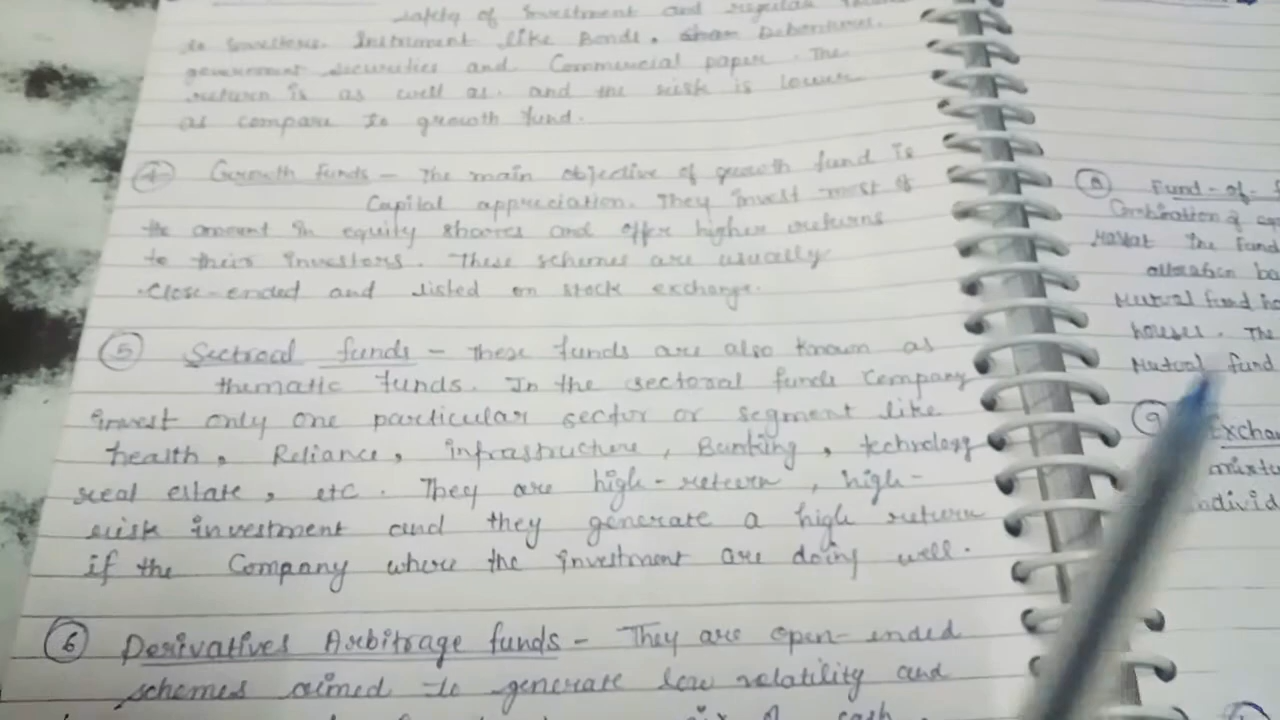 safety of Investment and regular
to investors. Instrument like Bonds, Debentures,
government securities and Commercial paper. The
return is as well as. and the risk is lower
as compare to growth fund.
④ Growth Funds - The main objective of growth fund is
Capital appreciation. They invest most of
the amount in equity shares and offer higher returns
to their investors. These schemes are usually
Close-ended and listed on stock exchange.
⑤ Sectroal funds - These funds are also known as
thematic funds. In the sectoral funds Company
invest only one particular sector or segment like
health, Reliance, infrastructure, Banking, technology
real estate, etc. They are high-return, high-
risk investment and they generate a high return
if the Company where the investment are doing well.
⑥ Derivatives Arbitrage funds - They are open-ended
schemes aimed to generate low volatility and
cash
⑧ Fund-of-
Combination of
the Fund
allocation
Mutual fund
houses. The
Mutual fund
⑨ Excha
mixtu
individ